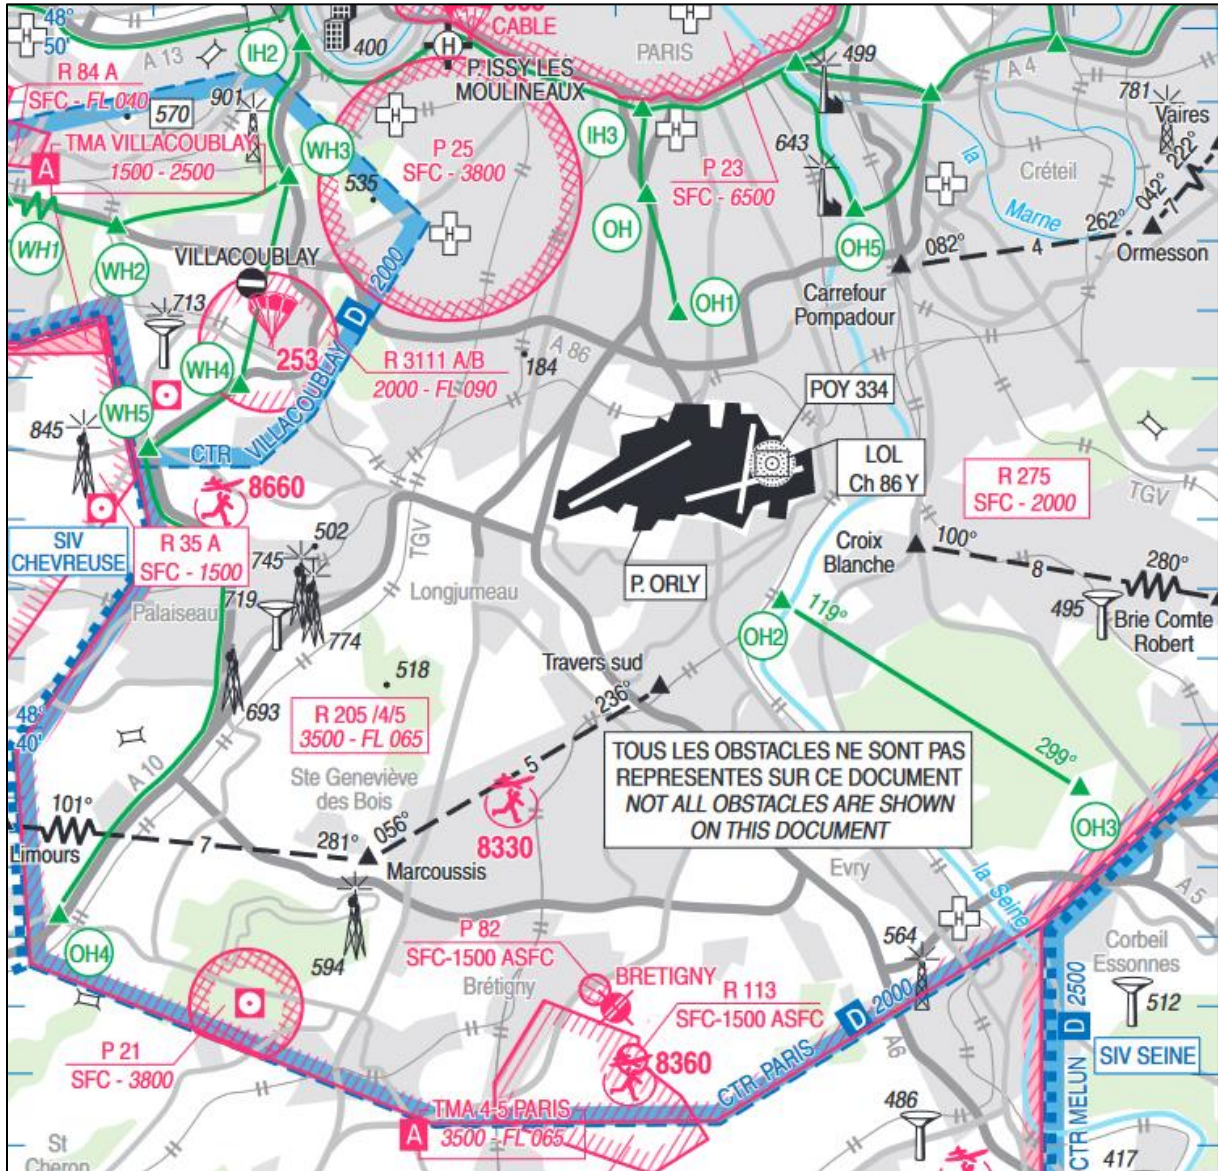 48°
50'
A 13
IH2
400
CABLE
PARIS
499
A 4
781
Vaires
R 84 A
SFC - FL 040
570
901
P. ISSY LES
MOULINEAUX
H
TMA VILLACOUBLAY
1500 - 2500
A
WH3
535
P 25
SFC - 3800
IH3
P 23
SFC - 6500
643
la
Marne
Créteil
042°
222°
7
WH1
WH2
VILLACOUBLAY
OH
OH5
082°
4
262°
Ormesson
713
D
2000
OH1
Carrefour
Pompadour
WH4
253
R 3111 A/B
2000 - FL 090
A 86
184
WH5
845
CTR
VILLACOUBLAY
POY 334
LOL
Ch 86 Y
R 275
SFC - 2000
TGV
8660
SIV
CHEVREUSE
R 35 A
SFC - 1500
502
745
TGV
Longjumeau
P. ORLY
Croix
Blanche
100°
8
280°
Palaiseau
719
774
OH2
119°
495
Brie Comte
Robert
518
Travers sud
236°
693
R 205 /4/5
3500 - FL 065
48°
40'
A 10
Ste Geneviève
des Bois
5
TOUS LES OBSTACLES NE SONT PAS
REPRESENTES SUR CE DOCUMENT
NOT ALL OBSTACLES ARE SHOWN
ON THIS DOCUMENT
299°
OH3
101°
Limours
7
281°
056°
Marcoussis
8330
Evry
la Seine
A 5
OH4
594
P 82
SFC-1500 ASFC
Brétigny
BRETIGNY
R 113
SFC-1500 ASFC
564
Corbeil
Essonnes
512
P 21
SFC - 3800
8360
D
2000
CTR PARIS
A6
D
2500
CTR MELUN
SIV SEINE
TMA 4-5 PARIS
3500 - FL 065
A
486
417
St
Cheron